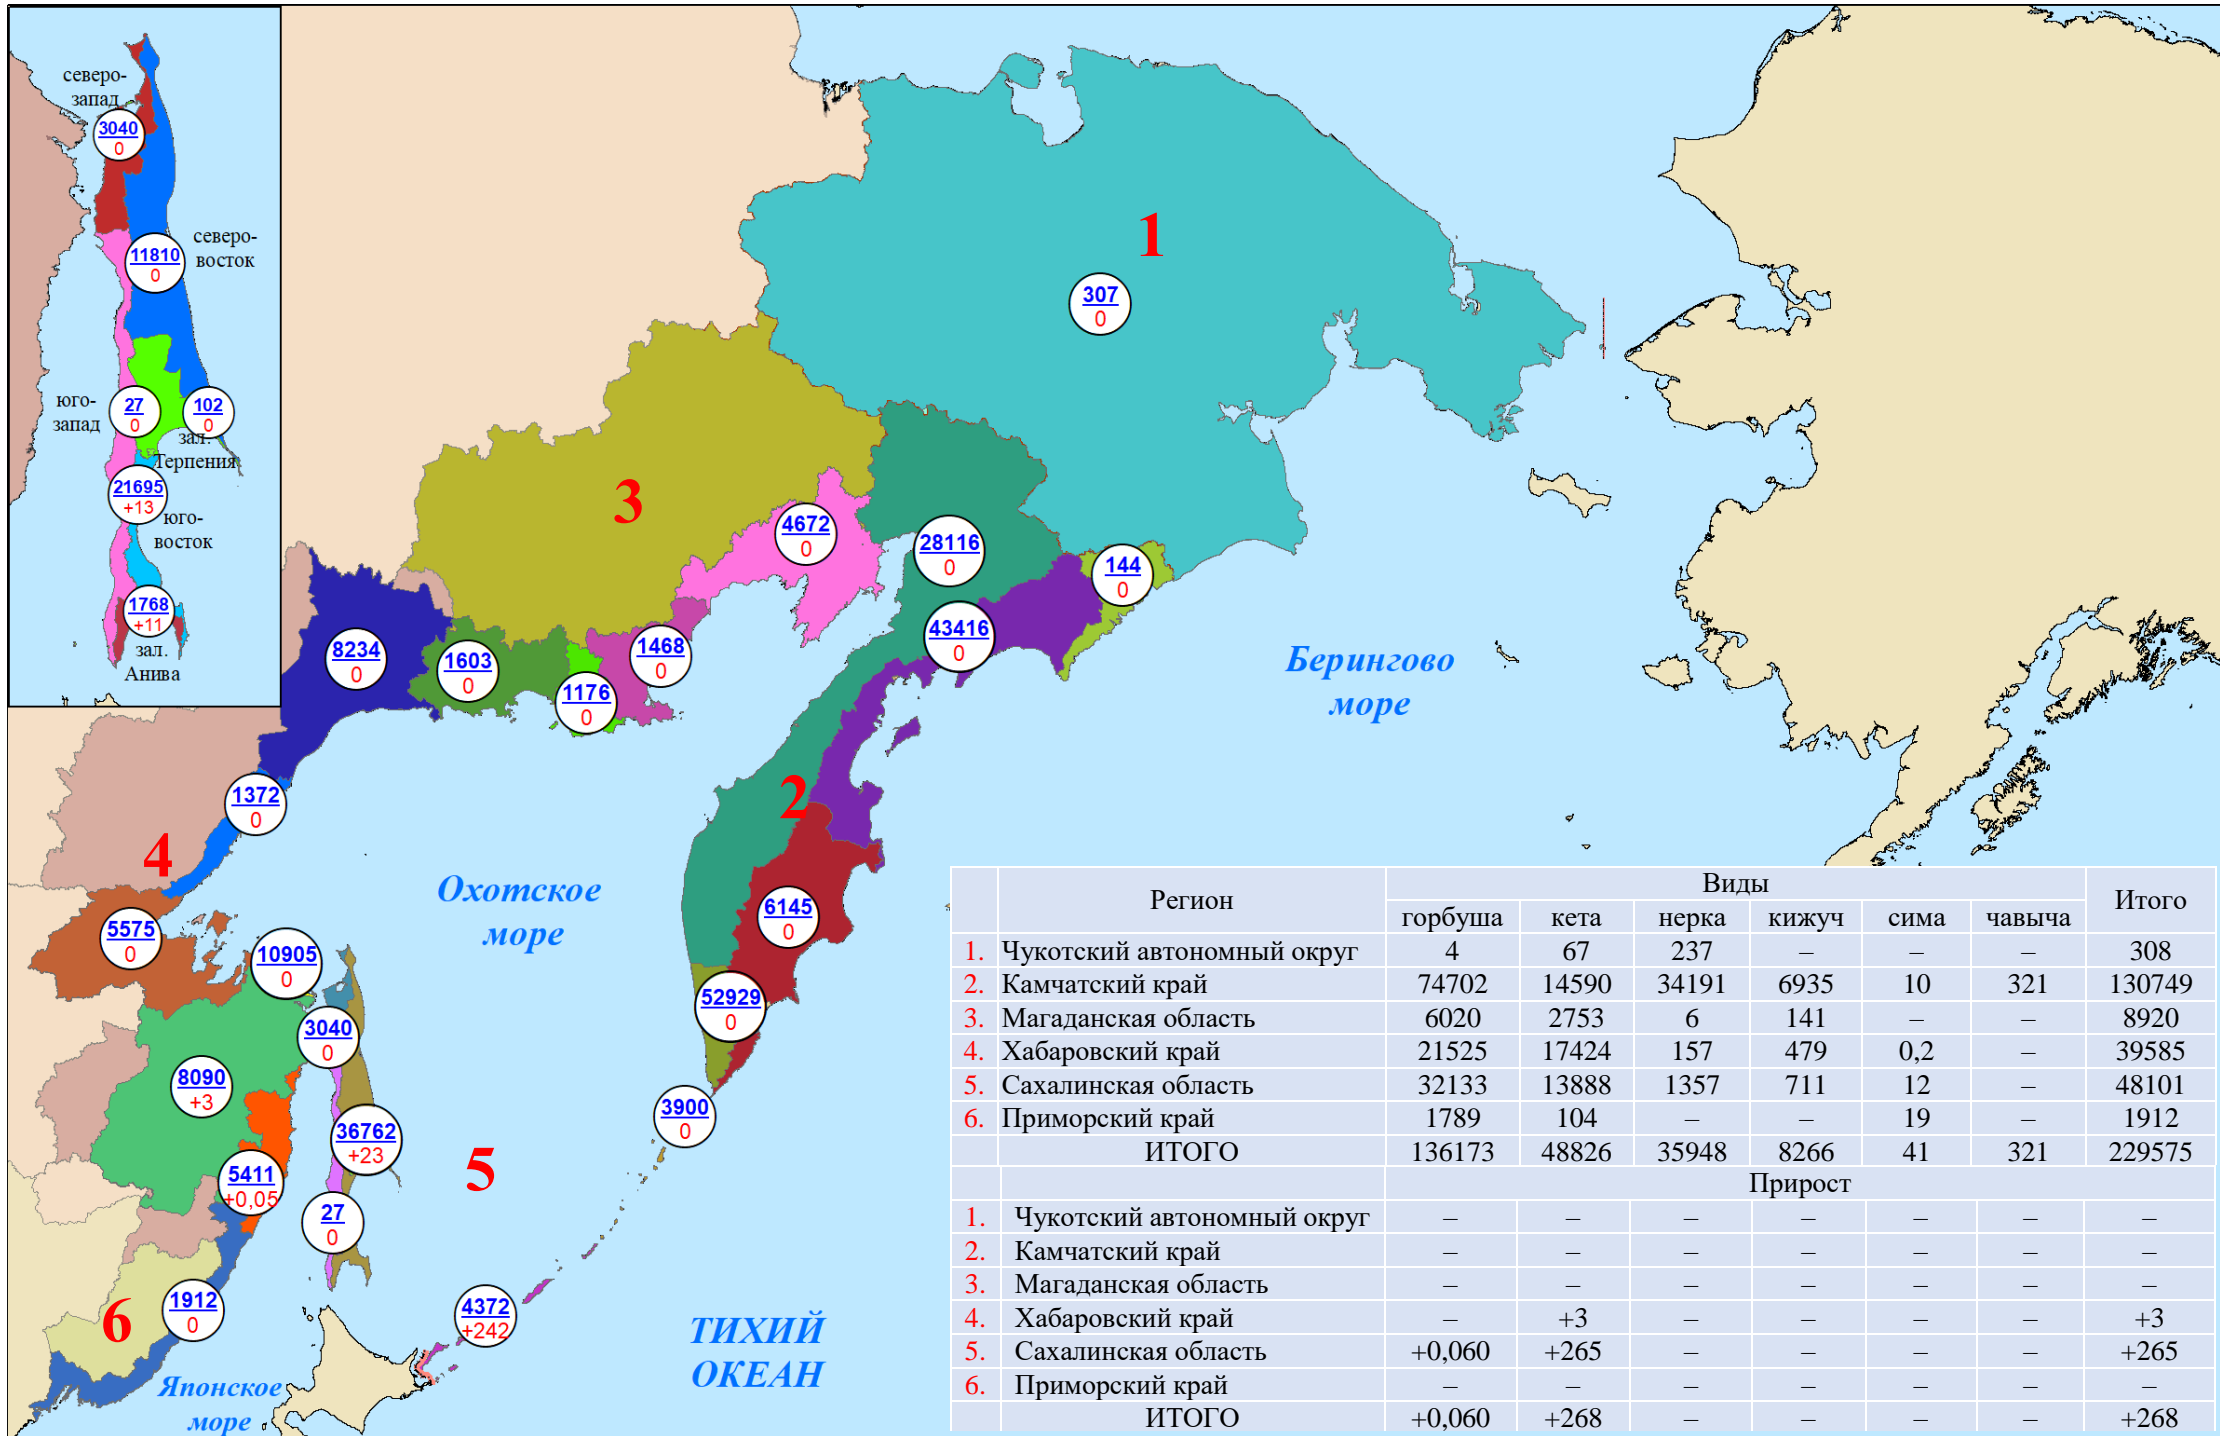 северо-
запад
3040
0
северо-
восток
11810
0
юго-
запад
27
0
102
0
зал.
Терпения
21695
+13
юго-
восток
1768
+11
зал.
Анива
1
307
0
3
4672
0
28116
0
144
0
43416
0
8234
0
1603
0
1176
0
1468
0
Берингово
море
1372
0
4
2
Охотское
море
5575
0
10905
0
6145
0
52929
0
3040
0
8090
+3
3900
0
36762
+23
5
5411
+0,05
27
0
1912
0
6
4372
+242
ТИХИЙ
ОКЕАН
Японское
море
Регион Виды Итого
горбуша кета нерка кижуч сима чавыча
1. Чукотский автономный округ 4 67 237 – – – 308
2. Камчатский край 74702 14590 34191 6935 10 321 130749
3. Магаданская область 6020 2753 6 141 – – 8920
4. Хабаровский край 21525 17424 157 479 0,2 – 39585
5. Сахалинская область 32133 13888 1357 711 12 – 48101
6. Приморский край 1789 104 – – 19 – 1912
ИТОГО 136173 48826 35948 8266 41 321 229575
Прирост
1. Чукотский автономный округ – – – – – – –
2. Камчатский край – – – – – – –
3. Магаданская область – – – – – – –
4. Хабаровский край – +3 – – – – +3
5. Сахалинская область +0,060 +265 – – – – +265
6. Приморский край – – – – – – –
ИТОГО +0,060 +268 – – – – +268